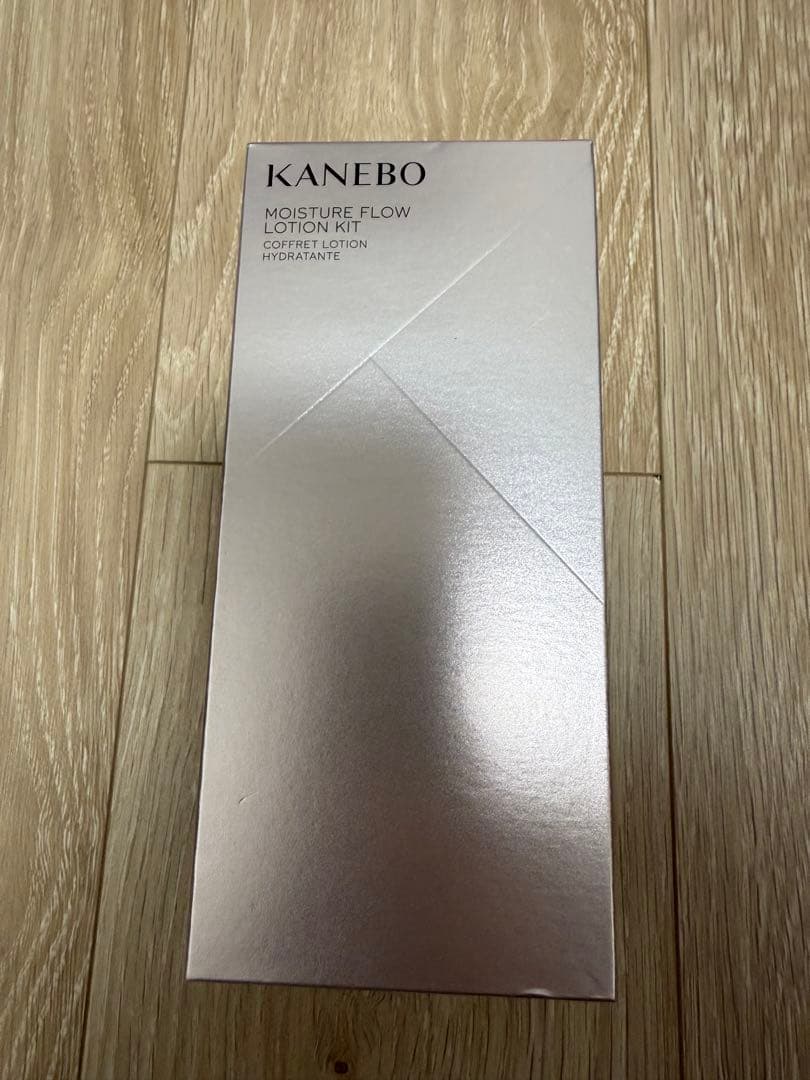 KANEBO
MOISTURE FLOW
LOTION KIT
COFFRET LOTION
HYDRATANTE